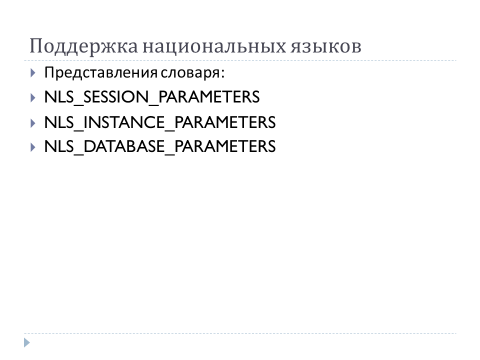 Поддержка национальных языков
Представления словаря:
NLS_SESSION_PARAMETERS
NLS_INSTANCE_PARAMETERS
NLS_DATABASE_PARAMETERS